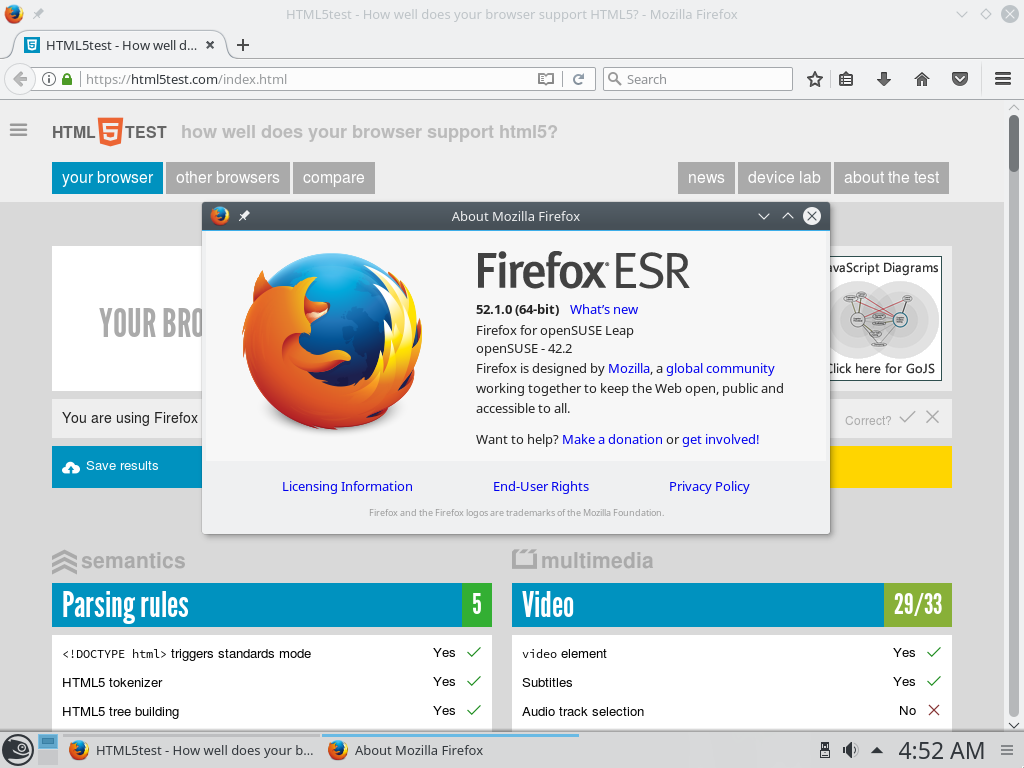 HTML5test - How well does your browser support HTML5? - Mozilla Firefox
HTML5test - How well d...
https://html5test.com/index.html
Search
HTML 5 TEST how well does your browser support html5?
your browser other browsers compare news device lab about the test
About Mozilla Firefox
Firefox ESR
52.1.0 (64-bit) What's new
Firefox for openSUSE Leap
openSUSE - 42.2
Firefox is designed by Mozilla, a global community
working together to keep the Web open, public and
accessible to all.
Want to help? Make a donation or get involved!
Licensing Information End-User Rights Privacy Policy
Firefox and the Firefox logos are trademarks of the Mozilla Foundation.
YOUR BRO
avaScript Diagrams
Click here for GoJS
You are using Firefox
Correct?
Save results
semantics
Parsing rules 5
<!DOCTYPE html> triggers standards mode Yes
HTML5 tokenizer Yes
HTML5 tree building Yes
multimedia
Video 29/33
video element Yes
Subtitles Yes
Audio track selection No
HTML5test - How well does your b...
About Mozilla Firefox
4:52 AM